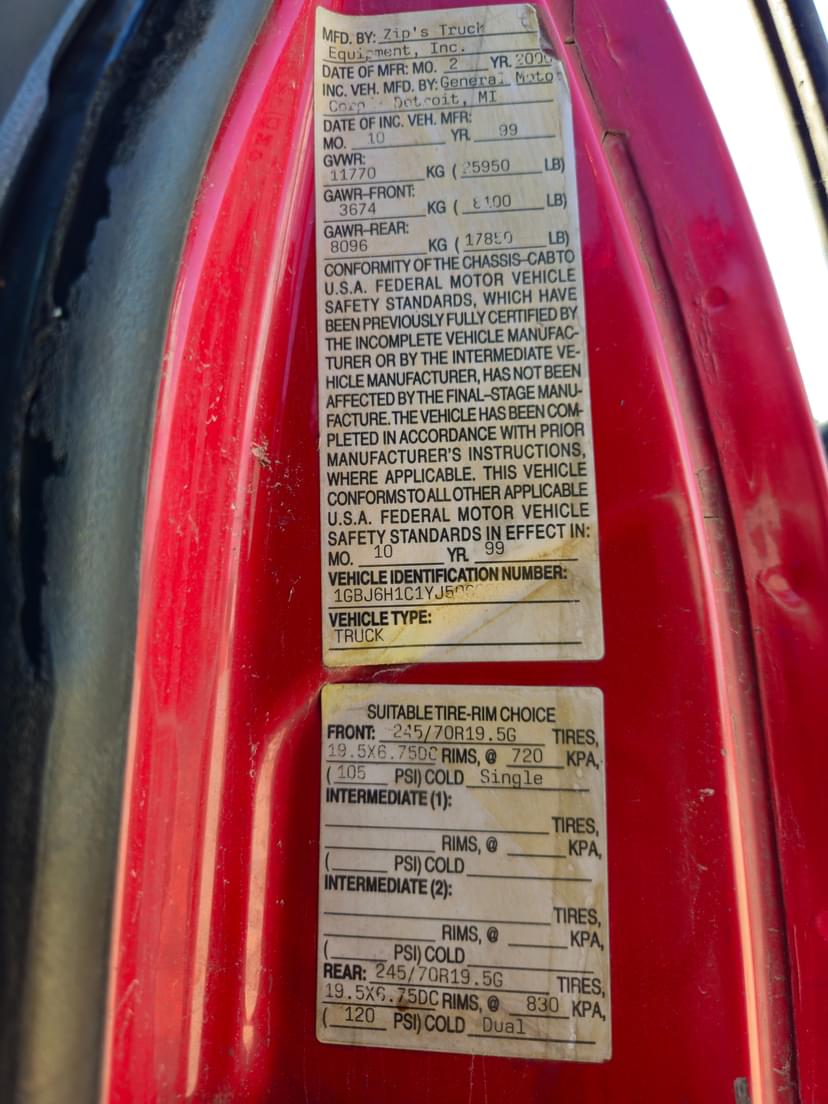 MFD. BY: Zip's Truck
Equipment, Inc.
DATE OF MFR: MO. 2 YR. 2000
INC. VEH. MFD. BY: General Motor
Corp Detroit, MI
DATE OF INC. VEH. MFR:
MO. 10 YR. 99
GVWR:
11770 KG ( 25950 LB)
GAWR-FRONT:
3674 KG ( 8100 LB)
GAWR-REAR:
8096 KG ( 17850 LB)
CONFORMITY OF THE CHASSIS-CAB TO
U.S.A. FEDERAL MOTOR VEHICLE
SAFETY STANDARDS, WHICH HAVE
BEEN PREVIOUSLY FULLY CERTIFIED BY
THE INCOMPLETE VEHICLE MANUFAC-
TURER OR BY THE INTERMEDIATE VE-
HICLE MANUFACTURER, HAS NOT BEEN
AFFECTED BY THE FINAL-STAGE MANU-
FACTURE. THE VEHICLE HAS BEEN COM-
PLETED IN ACCORDANCE WITH PRIOR
MANUFACTURER'S INSTRUCTIONS,
WHERE APPLICABLE. THIS VEHICLE
CONFORMS TO ALL OTHER APPLICABLE
U.S.A. FEDERAL MOTOR VEHICLE
SAFETY STANDARDS IN EFFECT IN:
MO. 10 YR. 99
VEHICLE IDENTIFICATION NUMBER:
VEHICLE TYPE:
TRUCK
SUITABLE TIRE-RIM CHOICE
FRONT: 245/70R19.5G TIRES,
19.5X6.75DC RIMS, @ 720 KPA,
( 105 PSI) COLD Single
INTERMEDIATE (1):
TIRES,
RIMS, @ KPA,
( PSI) COLD
INTERMEDIATE (2):
TIRES,
RIMS, @ KPA,
( PSI) COLD
REAR: 245/70R19.5G TIRES,
19.5X6.75DC RIMS, @ 830 KPA,
( 120 PSI) COLD Dual